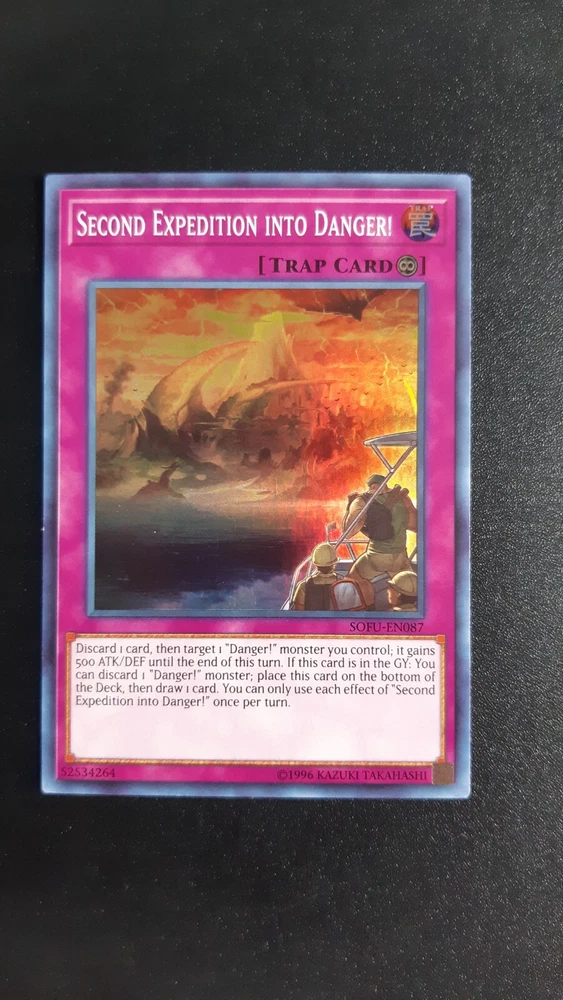 SECOND EXPEDITION INTO DANGER!
TRAP
罠
[TRAP CARD]
SOFU-EN087
Discard 1 card, then target 1 "Danger!" monster you control; it gains
500 ATK/DEF until the end of this turn. If this card is in the GY: You
can discard 1 "Danger!" monster; place this card on the bottom of
the Deck, then draw 1 card. You can only use each effect of "Second
Expedition into Danger!" once per turn.
52534264
©1996 KAZUKI TAKAHASHI